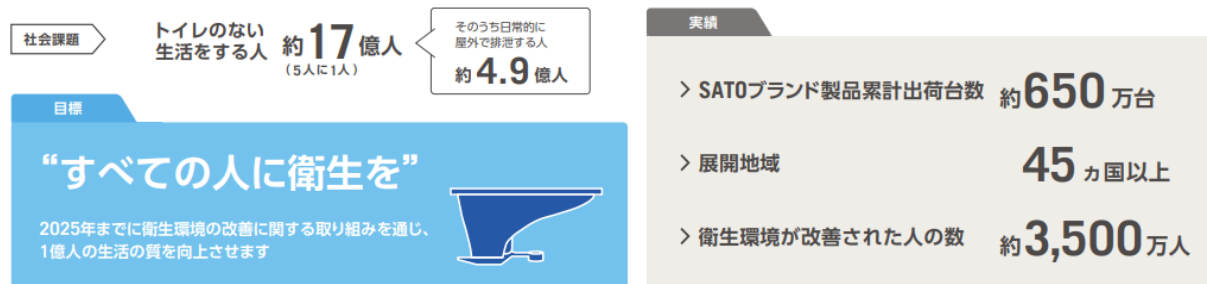 社会課題
トイレのない
生活をする人
約17億人
（5人に1人）
そのうち日常的に
屋外で排泄する人
約4.9億人
目標
“すべての人に衛生を”
2025年までに衛生環境の改善に関する取り組みを通じ、
1億人の生活の質を向上させます
実績
> SATOブランド製品累計出荷台数 約650万台
> 展開地域 45ヵ国以上
> 衛生環境が改善された人の数 約3,500万人